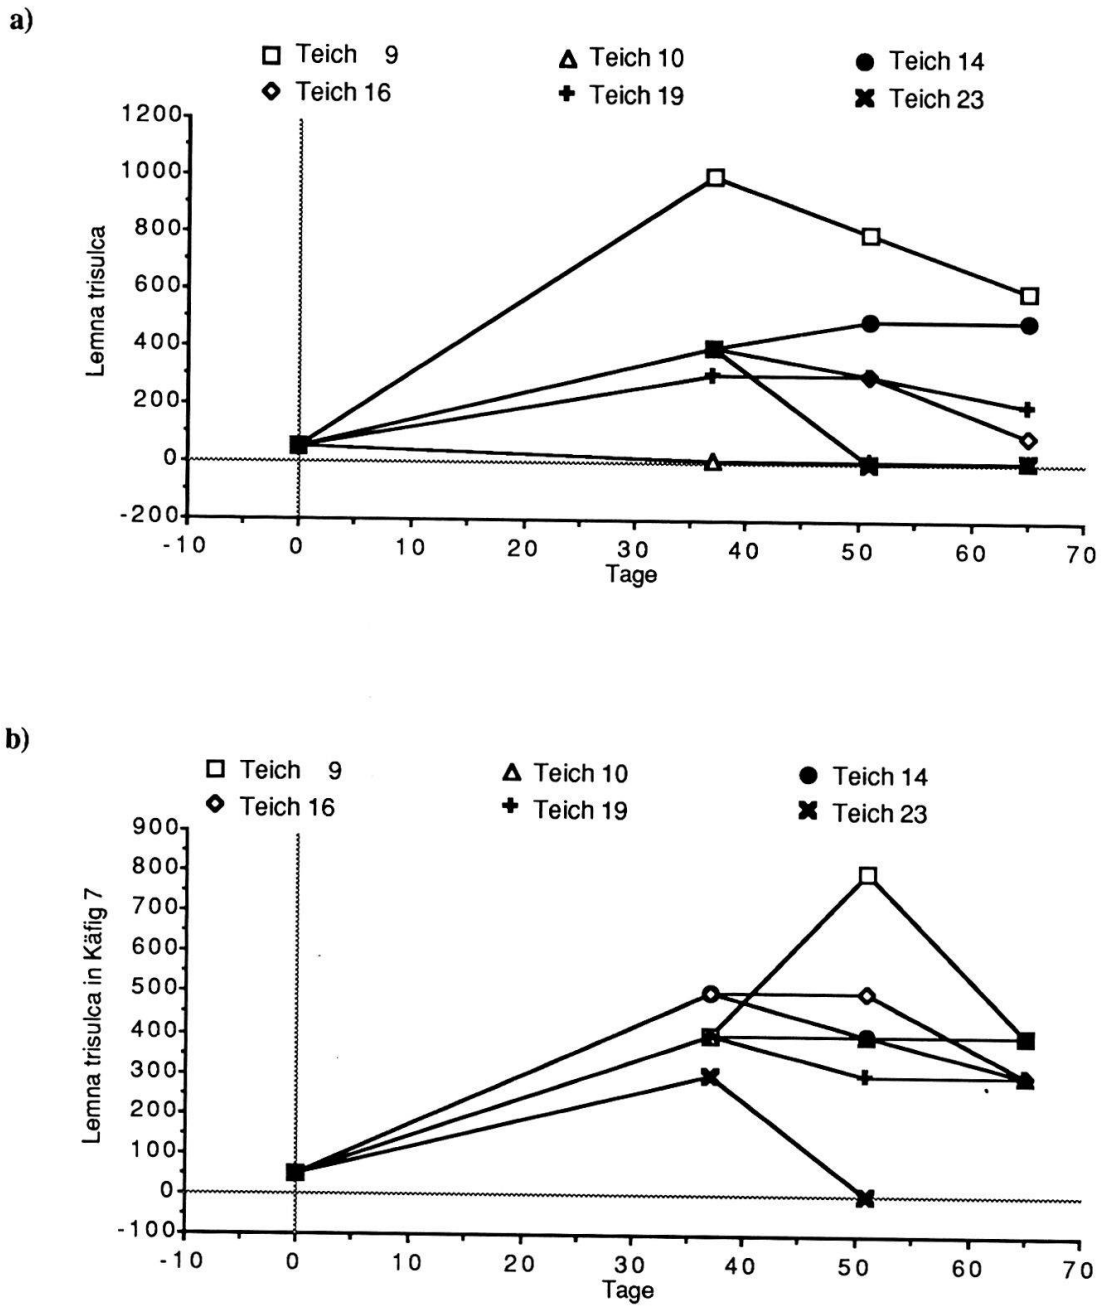 a)
Teich 9 Teich 10 Teich 14
Teich 16 Teich 19 Teich 23
1200
1000
800
600
400
200
0
-200
Lemna trisulca
-10 0 10 20 30 40 50 60 70
Tage
b)
Teich 9 Teich 10 Teich 14
Teich 16 Teich 19 Teich 23
900
800
700
600
500
400
300
200
100
0
-100
Lemna trisulca in Käfig 7
-10 0 10 20 30 40 50 60 70
Tage